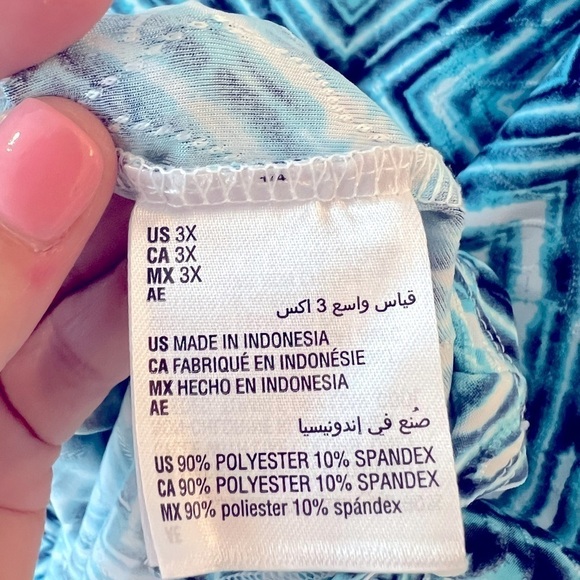 1/4
US 3X
CA 3X
MX 3X
AE
قياس واسع 3 اكس
US MADE IN INDONESIA
CA FABRIQUÉ EN INDONÉSIE
MX HECHO EN INDONESIA
AE
صُنع في إندونيسيا
US 90% POLYESTER 10% SPANDEX
CA 90% POLYESTER 10% SPANDEX
MX 90% poliester 10% spándex